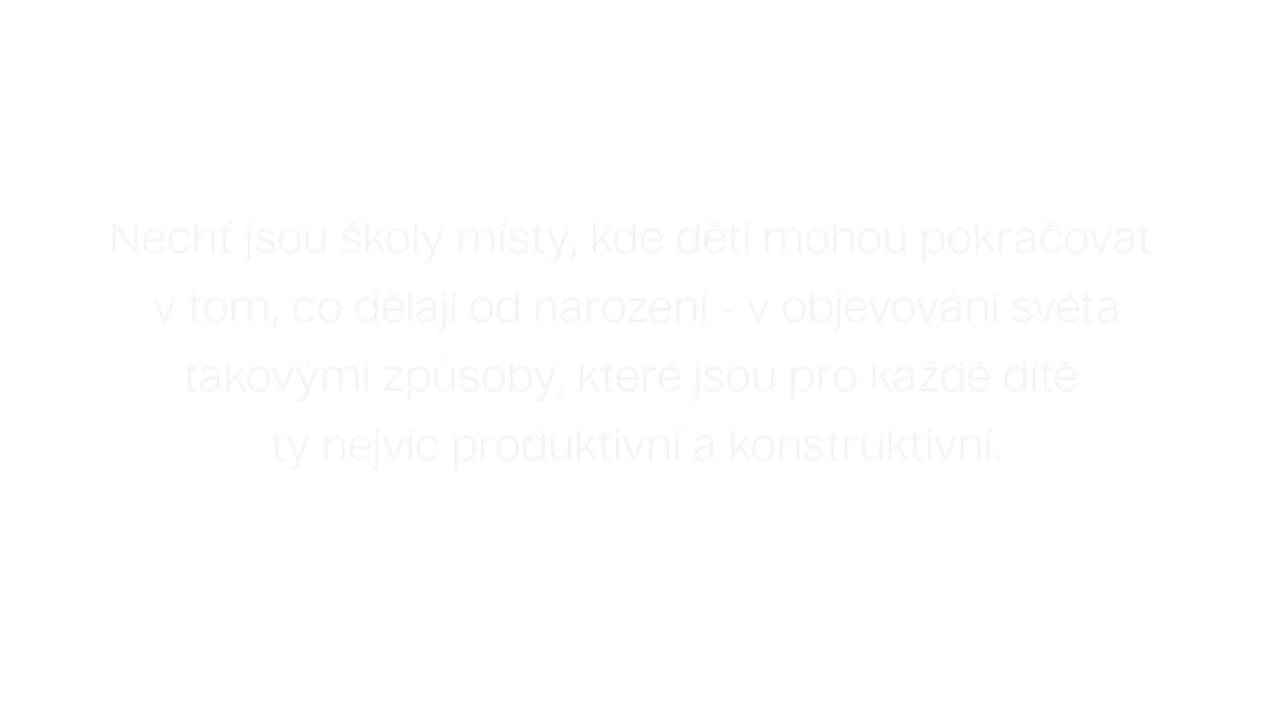 Nechť jsou školy místy, kde děti mohou pokračovat
v tom, co dělají od narození - v objevování světa
takovými způsoby, které jsou pro každé dítě
ty nejvíc produktivní a konstruktivní.